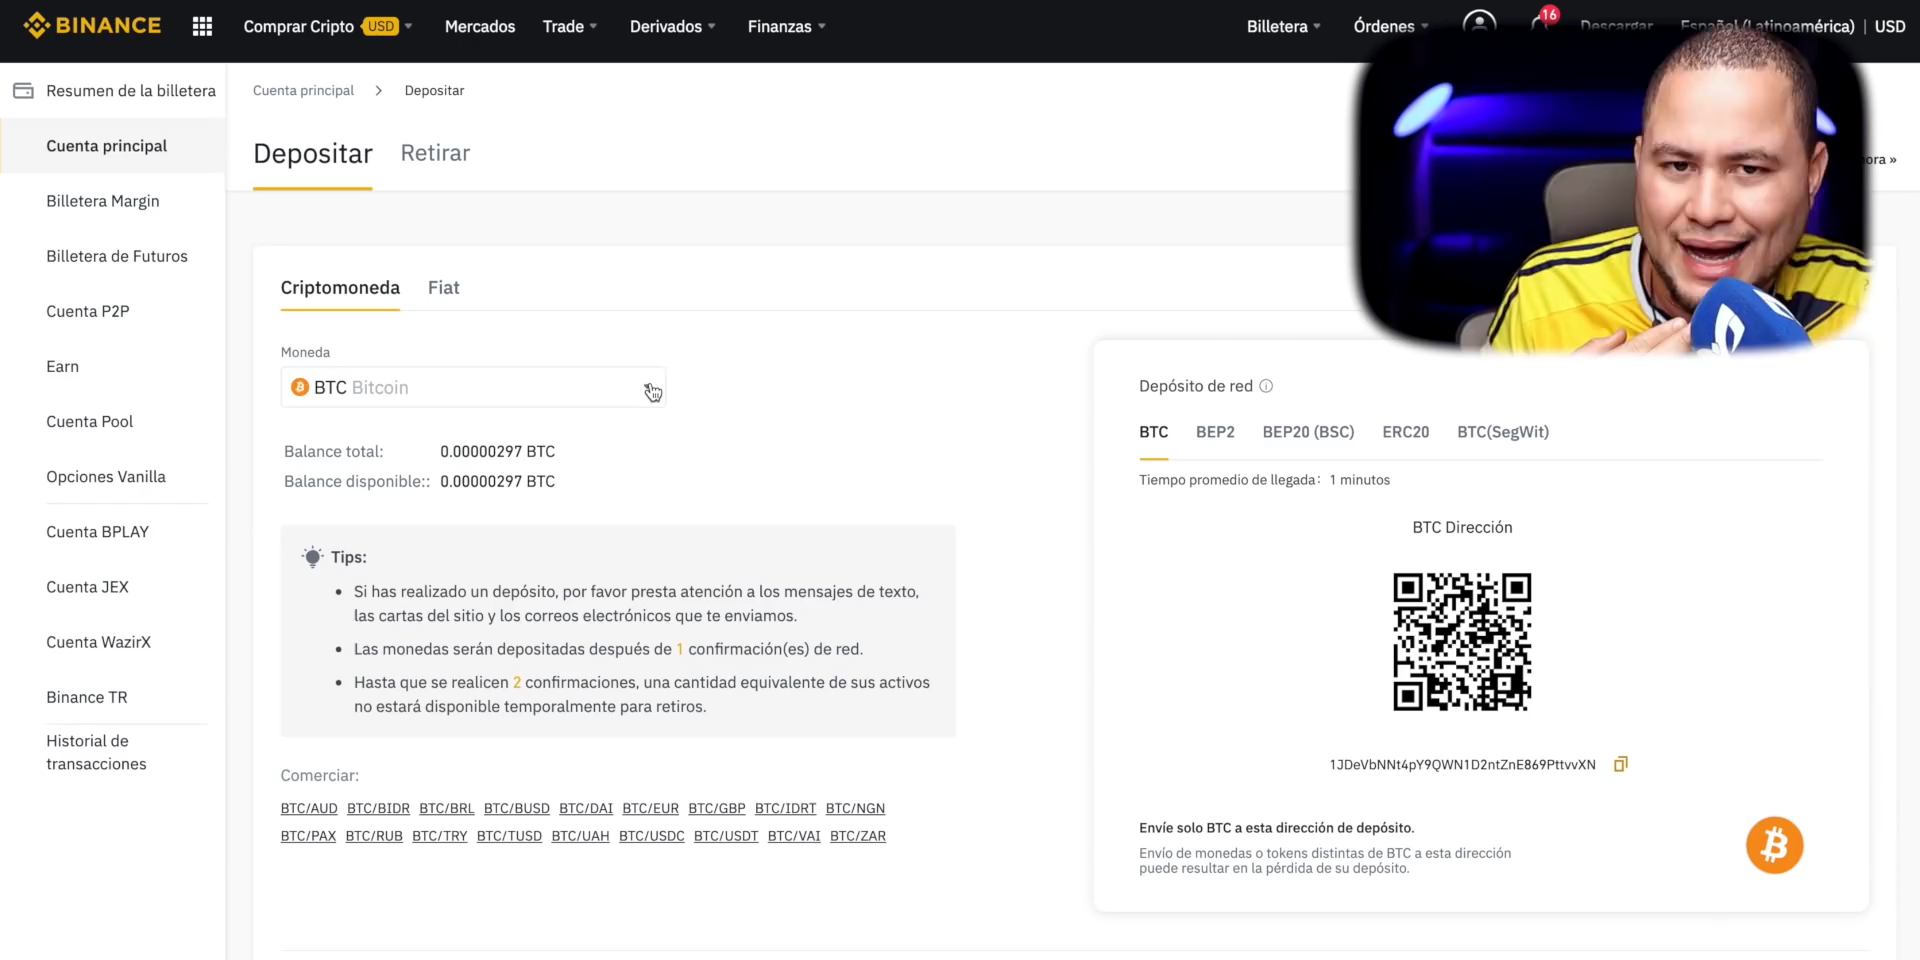 BINANCE
Comprar Cripto USD
Mercados
Trade
Derivados
Finanzas
Billetera
Órdenes
16
Descargar
Español (Latinoamérica) | USD
Resumen de la billetera
Cuenta principal
Billetera Margin
Billetera de Futuros
Cuenta P2P
Earn
Cuenta Pool
Opciones Vanilla
Cuenta BPLAY
Cuenta JEX
Cuenta WazirX
Binance TR
Historial de
transacciones
Cuenta principal > Depositar
Depositar
Retirar
Criptomoneda
Fiat
Moneda
BTC Bitcoin
Balance total: 0.00000297 BTC
Balance disponible:: 0.00000297 BTC
Tips:
• Si has realizado un depósito, por favor presta atención a los mensajes de texto,
las cartas del sitio y los correos electrónicos que te enviamos.
• Las monedas serán depositadas después de 1 confirmación(es) de red.
• Hasta que se realicen 2 confirmaciones, una cantidad equivalente de sus activos
no estará disponible temporalmente para retiros.
Comerciar:
BTC/AUD BTC/BIDR BTC/BRL BTC/BUSD BTC/DAI BTC/EUR BTC/GBP BTC/IDRT BTC/NGN
BTC/PAX BTC/RUB BTC/TRY BTC/TUSD BTC/UAH BTC/USDC BTC/USDT BTC/VAI BTC/ZAR
Depósito de red
BTC BEP2 BEP20 (BSC) ERC20 BTC(SegWit)
Tiempo promedio de llegada: 1 minutos
BTC Dirección
1JDeVbNNt4pY9QWN1D2ntZnE869PttvvXN
Envíe solo BTC a esta dirección de depósito.
Envío de monedas o tokens distintas de BTC a esta dirección
puede resultar en la pérdida de su depósito.